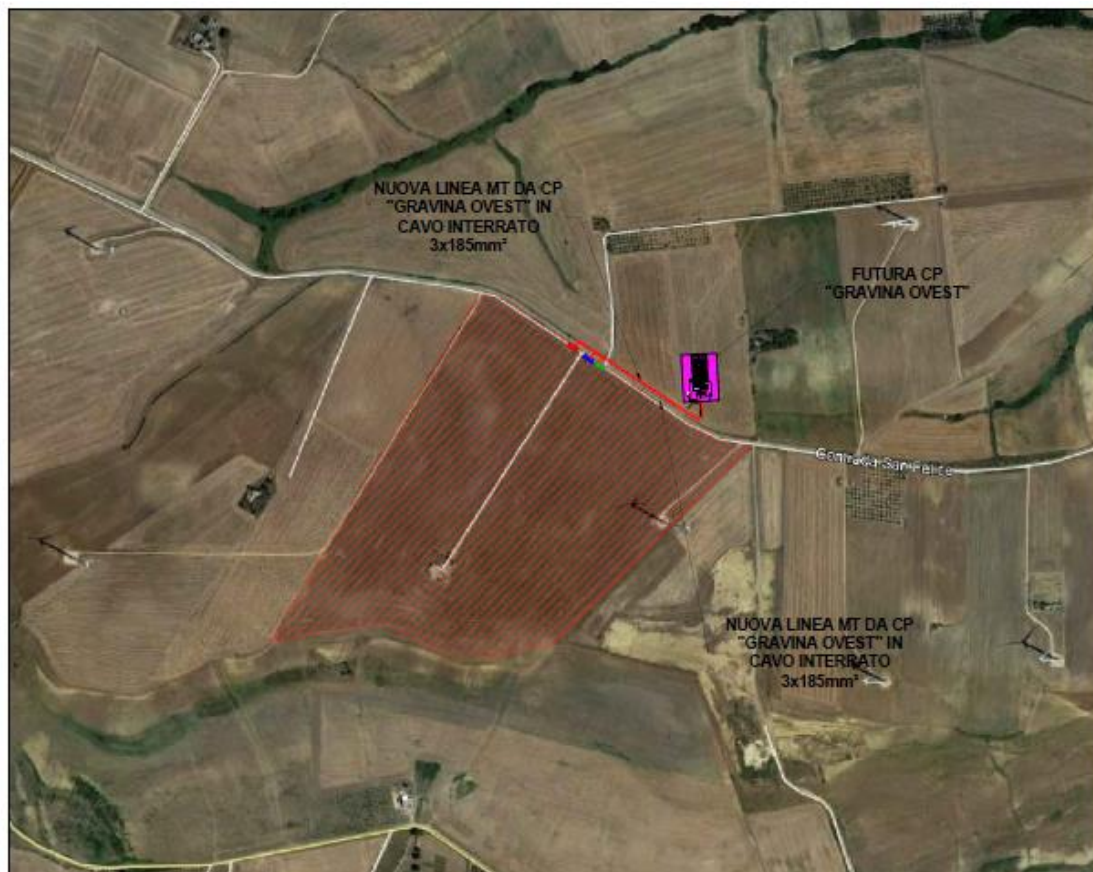 NUOVA LINEA MT DA CP
"GRAVINA OVEST" IN
CAVO INTERRATO
3x185mm²
FUTURA CP
"GRAVINA OVEST"
Contrada San Felice
NUOVA LINEA MT DA CP
"GRAVINA OVEST" IN
CAVO INTERRATO
3x185mm²